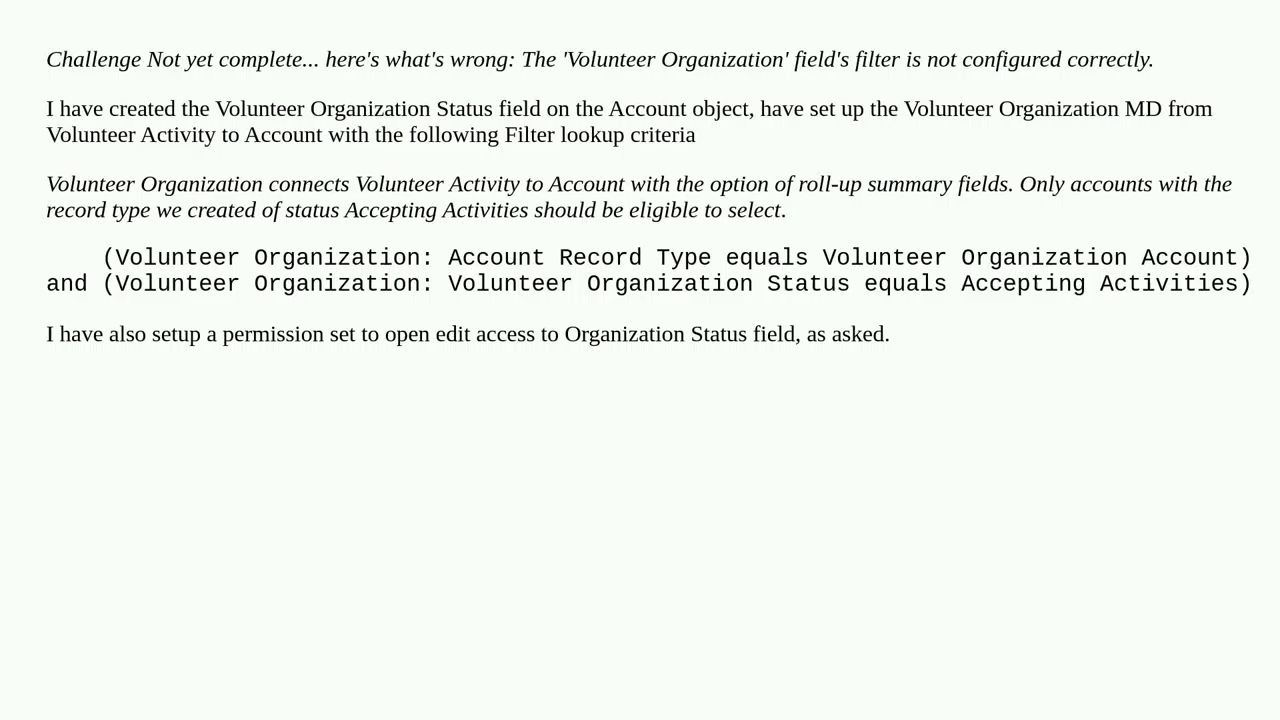 Challenge Not yet complete... here's what's wrong: The 'Volunteer Organization' field's filter is not configured correctly.
I have created the Volunteer Organization Status field on the Account object, have set up the Volunteer Organization MD from
Volunteer Activity to Account with the following Filter lookup criteria
Volunteer Organization connects Volunteer Activity to Account with the option of roll-up summary fields. Only accounts with the
record type we created of status Accepting Activities should be eligible to select.
(Volunteer Organization: Account Record Type equals Volunteer Organization Account)
and (Volunteer Organization: Volunteer Organization Status equals Accepting Activities)
I have also setup a permission set to open edit access to Organization Status field, as asked.